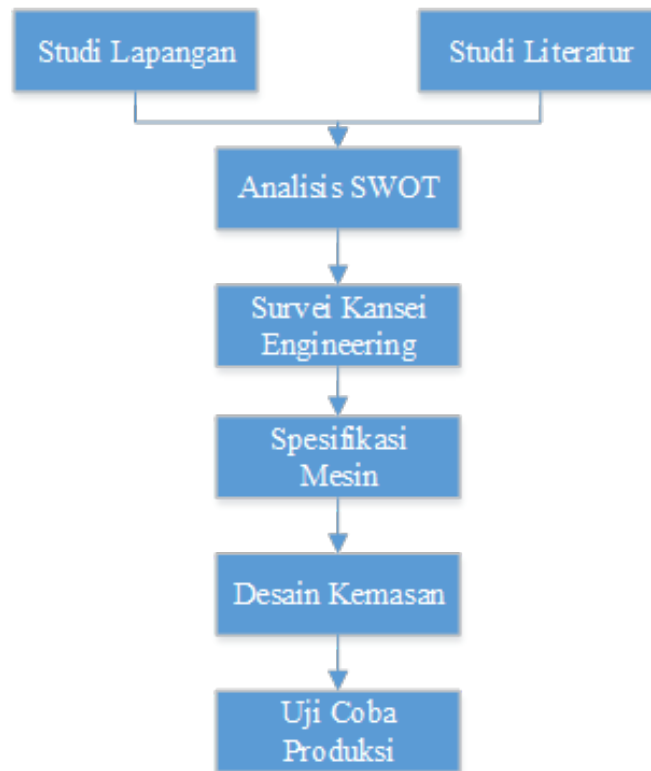 Studi Lapangan
Studi Literatur
Analisis SWOT
Survei Kansei
Engineering
Spesifikasi
Mesin
Desain Kemasan
Uji Coba
Produksi